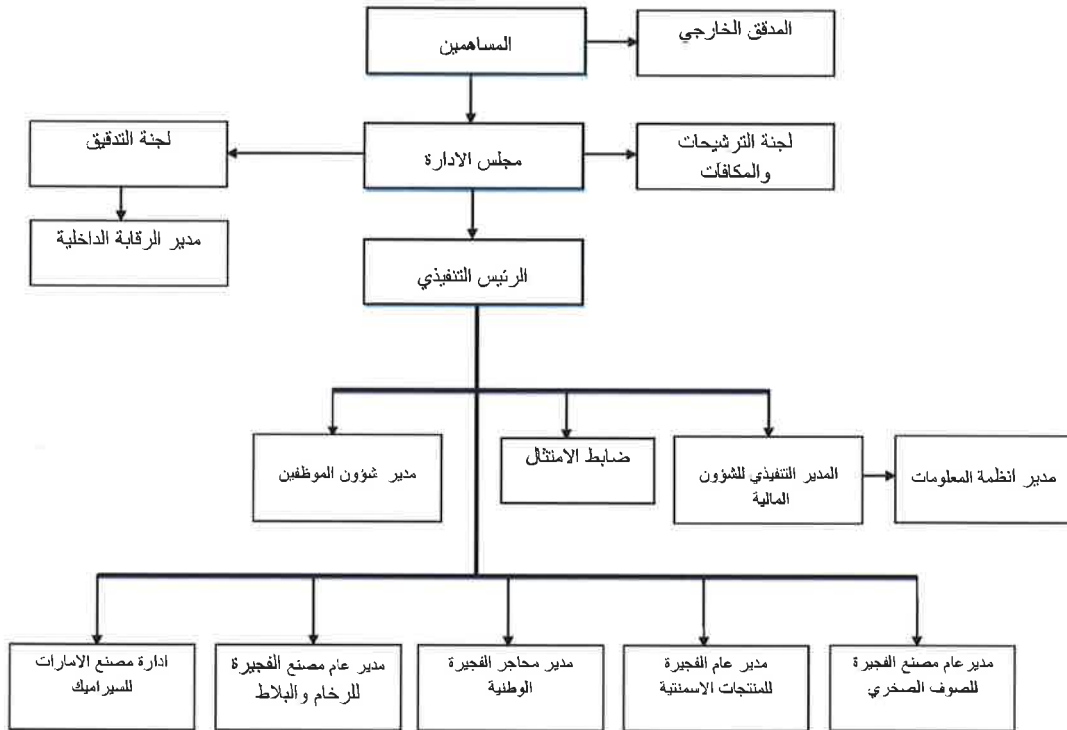 المساهمين
المدقق الخارجي
مجلس الادارة
لجنة الترشيحات
والمكافآت
لجنة التدقيق
مدير الرقابة الداخلية
الرئيس التنفيذي
مدير انظمة المعلومات
المدير التنفيذي للشؤون
المالية
ضابط الامتثال
مدير شؤون الموظفين
مدير عام مصنع الفجيرة
للصوف الصخري
مدير عام الفجيرة
للمنتجات الاسمنتية
مدير محاجر الفجيرة
الوطنية
مدير عام مصنع الفجيرة
للرخام والبلاط
ادارة مصنع الامارات
للسيراميك